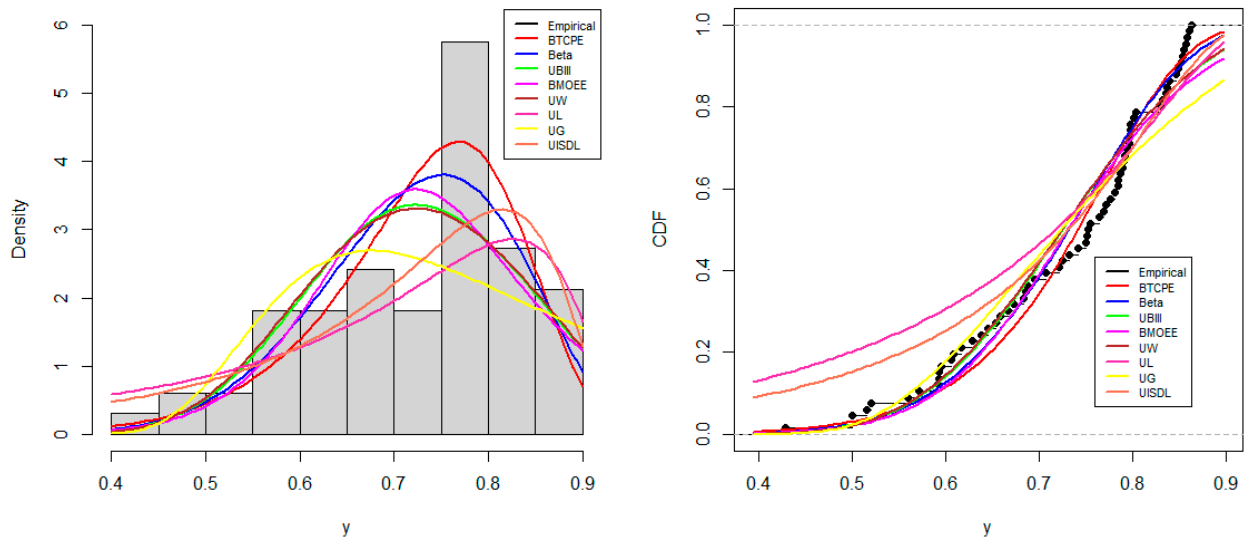 Density
0
1
2
3
4
5
6
Empirical
BTCPE
Beta
UBIII
BMOEE
UW
UL
UG
UISDL
0.4
0.5
0.6
0.7
0.8
0.9
y
CDF
0.0
0.2
0.4
0.6
0.8
1.0
Empirical
BTCPE
Beta
UBIII
BMOEE
UW
UL
UG
UISDL
0.4
0.5
0.6
0.7
0.8
0.9
y